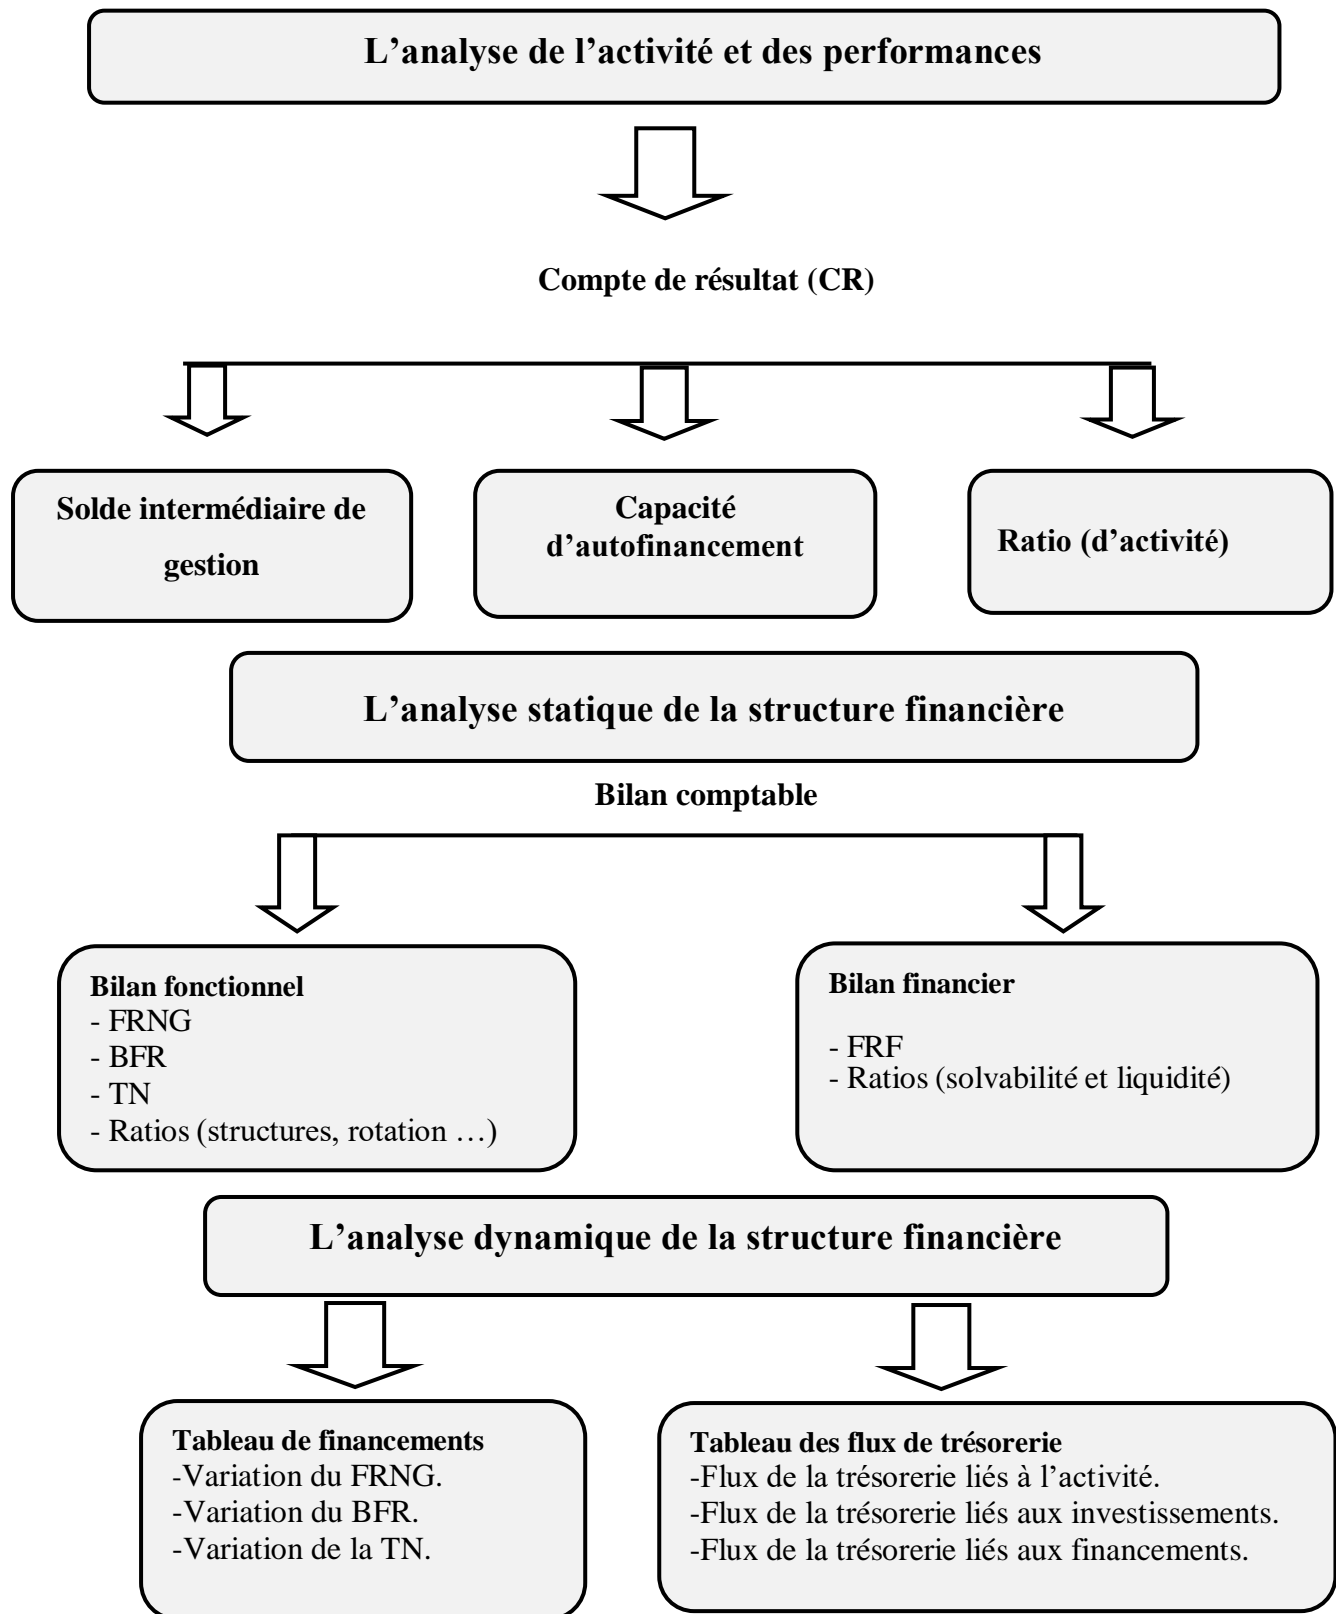 L’analyse de l’activité et des performances
Compte de résultat (CR)
Solde intermédiaire de
gestion
Capacité
d’autofinancement
Ratio (d’activité)
L’analyse statique de la structure financière
Bilan comptable
Bilan fonctionnel
- FRNG
- BFR
- TN
- Ratios (structures, rotation …)
Bilan financier
- FRF
- Ratios (solvabilité et liquidité)
L’analyse dynamique de la structure financière
Tableau de financements
-Variation du FRNG.
-Variation du BFR.
-Variation de la TN.
Tableau des flux de trésorerie
-Flux de la trésorerie liés à l’activité.
-Flux de la trésorerie liés aux investissements.
-Flux de la trésorerie liés aux financements.